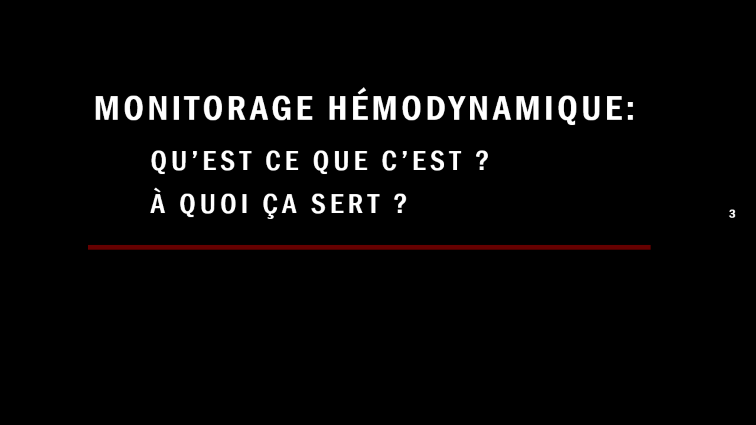 MONITORAGE HÉMODYNAMIQUE:
QU’EST CE QUE C’EST ?
À QUOI ÇA SERT ?
3